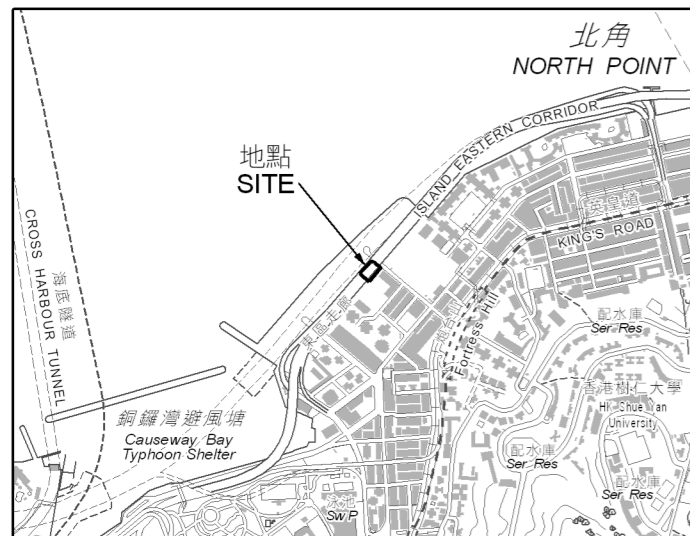 北角
NORTH POINT
地點
SITE
ISLAND EASTERN CORRIDOR
英皇道
KING'S ROAD
CROSS HARBOUR TUNNEL
海底隧道
東區走廊
炮台山
Fortress Hill
配水庫
Ser Res
香港樹仁大學
HK Shue Yan
University
銅鑼灣避風塘
Causeway Bay
Typhoon Shelter
配水庫
Ser Res
配水庫
Ser Res
泳池
Sw P